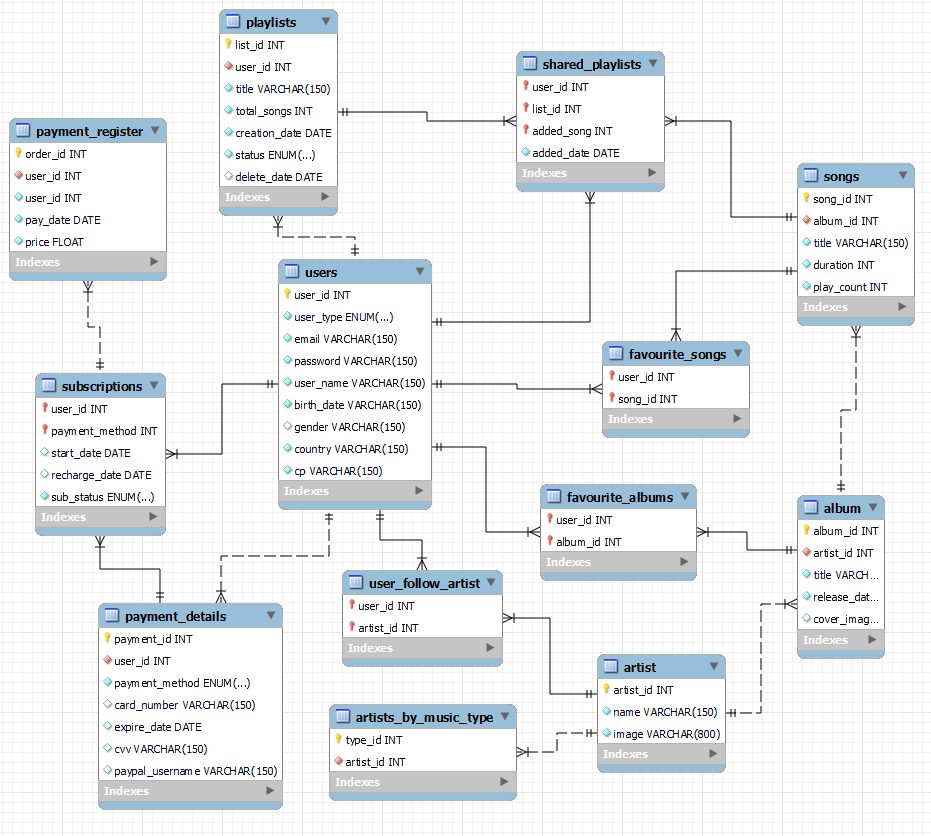 playlists
list_id INT
user_id INT
title VARCHAR(150)
total_songs INT
creation_date DATE
status ENUM(...)
delete_date DATE
Indexes
shared_playlists
user_id INT
list_id INT
added_song INT
added_date DATE
Indexes
payment_register
order_id INT
user_id INT
user_id INT
pay_date DATE
price FLOAT
Indexes
songs
song_id INT
album_id INT
title VARCHAR(150)
duration INT
play_count INT
Indexes
users
user_id INT
user_type ENUM(...)
email VARCHAR(150)
password VARCHAR(150)
user_name VARCHAR(150)
birth_date VARCHAR(150)
gender VARCHAR(150)
country VARCHAR(150)
cp VARCHAR(150)
Indexes
favourite_songs
user_id INT
song_id INT
Indexes
subscriptions
user_id INT
payment_method INT
start_date DATE
recharge_date DATE
sub_status ENUM(...)
Indexes
favourite_albums
user_id INT
album_id INT
Indexes
album
album_id INT
artist_id INT
title VARCH...
release_dat...
cover_imag...
Indexes
user_follow_artist
user_id INT
artist_id INT
Indexes
payment_details
payment_id INT
user_id INT
payment_method ENUM(...)
card_number VARCHAR(150)
expire_date DATE
cvv VARCHAR(150)
paypal_username VARCHAR(150)
Indexes
artist
artist_id INT
name VARCHAR(150)
image VARCHAR(800)
Indexes
artists_by_music_type
type_id INT
artist_id INT
Indexes